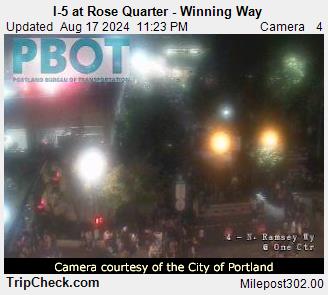 I-5 at Rose Quarter - Winning Way
Updated Aug 17 2024 11:23 PM Camera 4
PBOT
PORTLAND BUREAU OF TRANSPORTATION
4 - N. Ramsey Wy
@ One Ctr
Camera courtesy of the City of Portland
TripCheck.com Milepost302.00